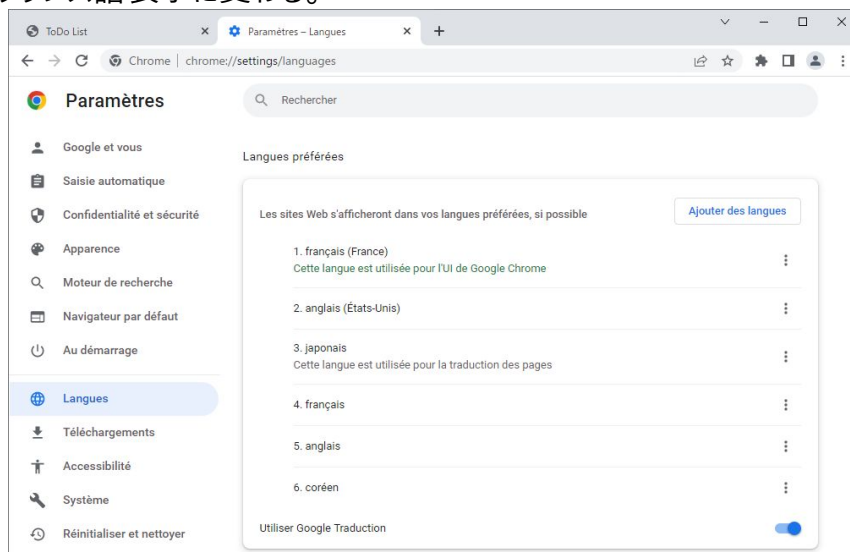 ToDo List
Paramètres – Langues
Chrome | chrome://settings/languages
Paramètres
Rechercher
Google et vous
Saisie automatique
Confidentialité et sécurité
Apparence
Moteur de recherche
Navigateur par défaut
Au démarrage
Langues
Téléchargements
Accessibilité
Système
Réinitialiser et nettoyer
Langues préférées
Les sites Web s'afficheront dans vos langues préférées, si possible
Ajouter des langues
1. français (France)
Cette langue est utilisée pour l'UI de Google Chrome
2. anglais (États-Unis)
3. japonais
Cette langue est utilisée pour la traduction des pages
4. français
5. anglais
6. coréen
Utiliser Google Traduction